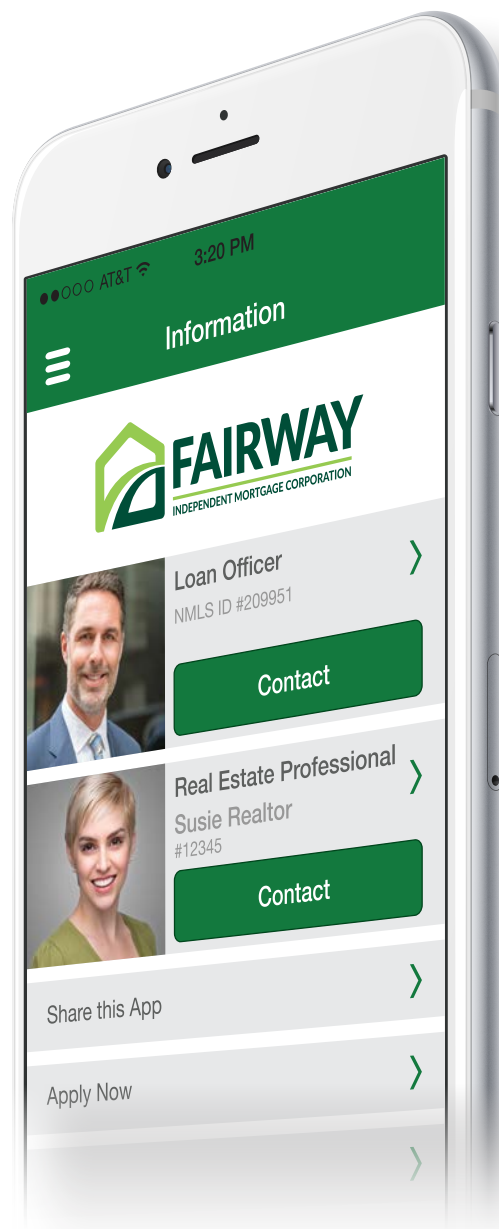 AT&T 3:20 PM
Information
FAIRWAY
INDEPENDENT MORTGAGE CORPORATION
Loan Officer
NMLS ID #209951
Contact
Real Estate Professional
Susie Realtor
#12345
Contact
Share this App
Apply Now